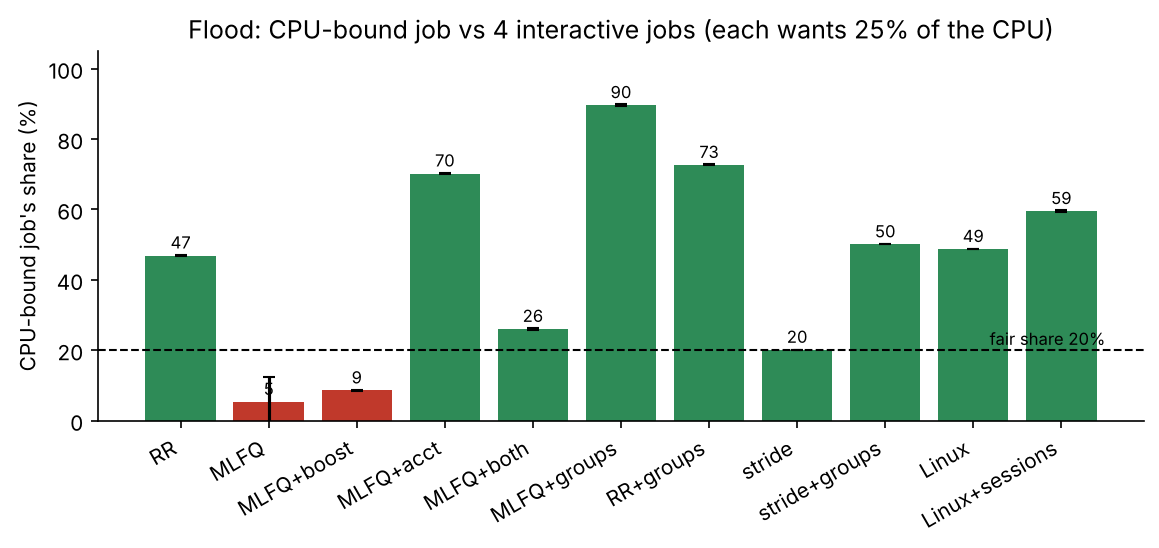 Flood: CPU-bound job vs 4 interactive jobs (each wants 25% of the CPU)
CPU-bound job's share (%)
100
80
60
40
20
0
47
5
9
70
26
90
73
20
50
49
59
fair share 20%
RR
MLFQ
MLFQ+boost
MLFQ+acct
MLFQ+both
MLFQ+groups
RR+groups
stride
stride+groups
Linux
Linux+sessions